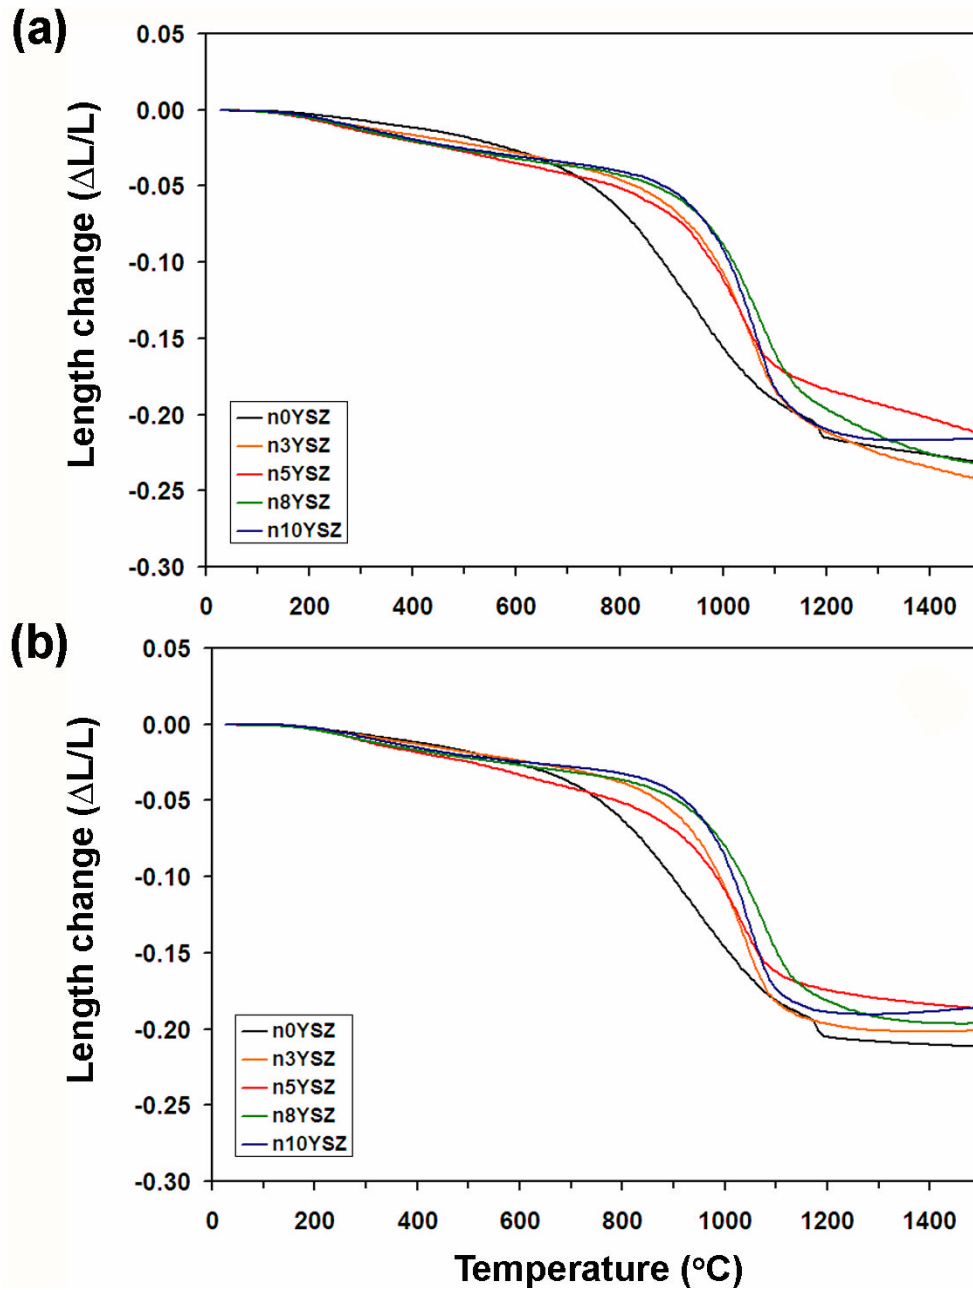 (a)
Length change (ΔL/L)
0.05
0.00
-0.05
-0.10
-0.15
-0.20
-0.25
-0.30
n0YSZ
n3YSZ
n5YSZ
n8YSZ
n10YSZ
0 200 400 600 800 1000 1200 1400
(b)
Length change (ΔL/L)
0.05
0.00
-0.05
-0.10
-0.15
-0.20
-0.25
-0.30
n0YSZ
n3YSZ
n5YSZ
n8YSZ
n10YSZ
0 200 400 600 800 1000 1200 1400
Temperature (°C)